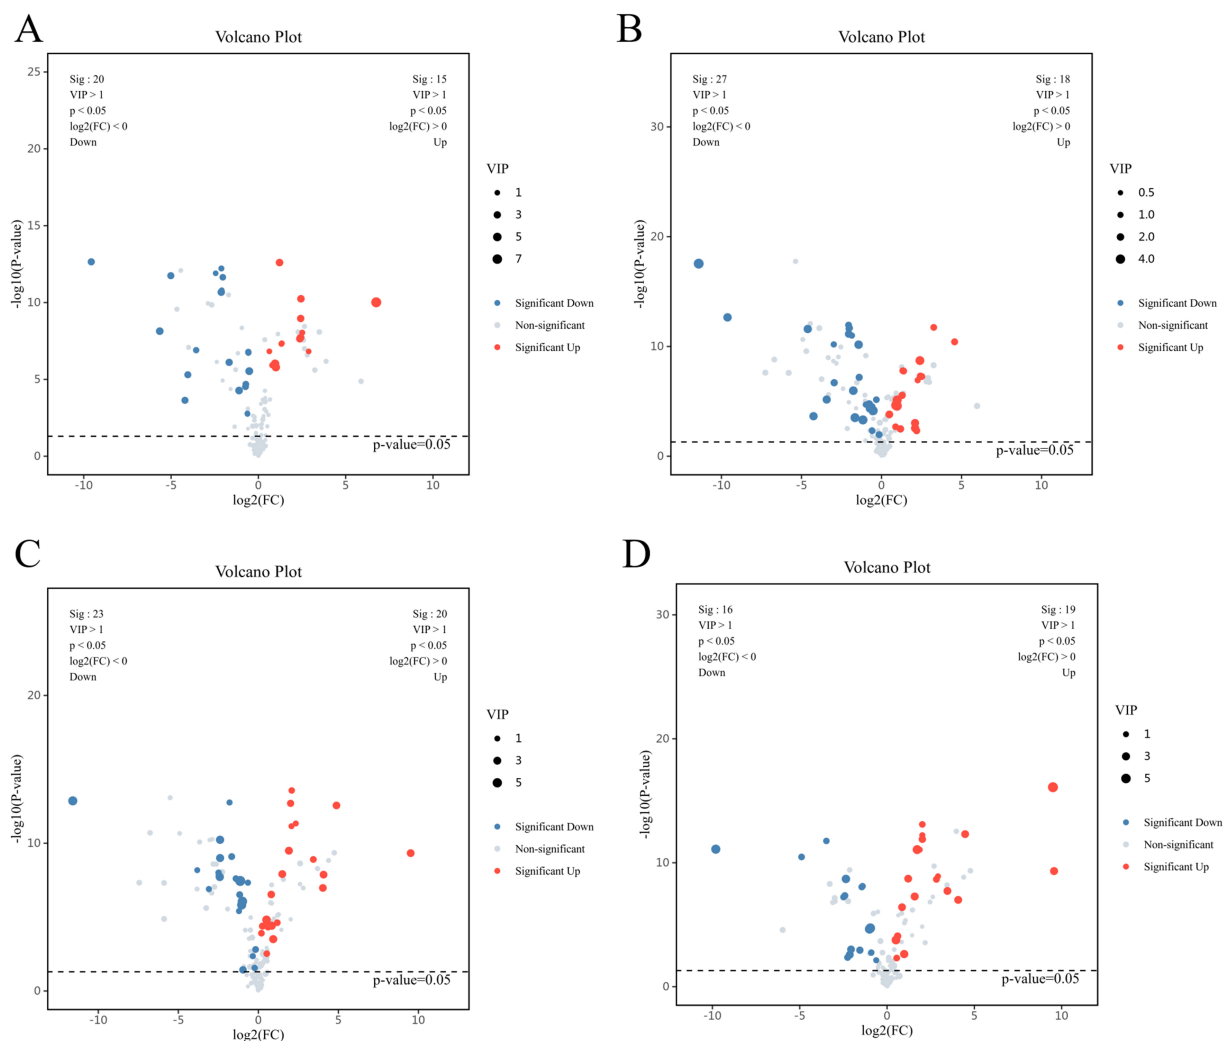 A
Volcano Plot
25
20
15
10
5
0
-log10(P-value)
Sig : 20
VIP > 1
p < 0.05
log2(FC) < 0
Down
Sig : 15
VIP > 1
p < 0.05
log2(FC) > 0
Up
p-value=0.05
-10 -5 0 5 10
log2(FC)
VIP
1
3
5
7
Significant Down
Non-significant
Significant Up
B
Volcano Plot
30
20
10
0
-log10(P-value)
Sig : 27
VIP > 1
p < 0.05
log2(FC) < 0
Down
Sig : 18
VIP > 1
p < 0.05
log2(FC) > 0
Up
p-value=0.05
-10 -5 0 5 10
log2(FC)
VIP
0.5
1.0
2.0
4.0
Significant Down
Non-significant
Significant Up
C
Volcano Plot
20
10
0
-log10(P-value)
Sig : 23
VIP > 1
p < 0.05
log2(FC) < 0
Down
Sig : 20
VIP > 1
p < 0.05
log2(FC) > 0
Up
p-value=0.05
-10 -5 0 5 10
log2(FC)
VIP
1
3
5
Significant Down
Non-significant
Significant Up
D
Volcano Plot
30
20
10
0
-log10(P-value)
Sig : 16
VIP > 1
p < 0.05
log2(FC) < 0
Down
Sig : 19
VIP > 1
p < 0.05
log2(FC) > 0
Up
p-value=0.05
-10 -5 0 5 10
log2(FC)
VIP
1
3
5
Significant Down
Non-significant
Significant Up